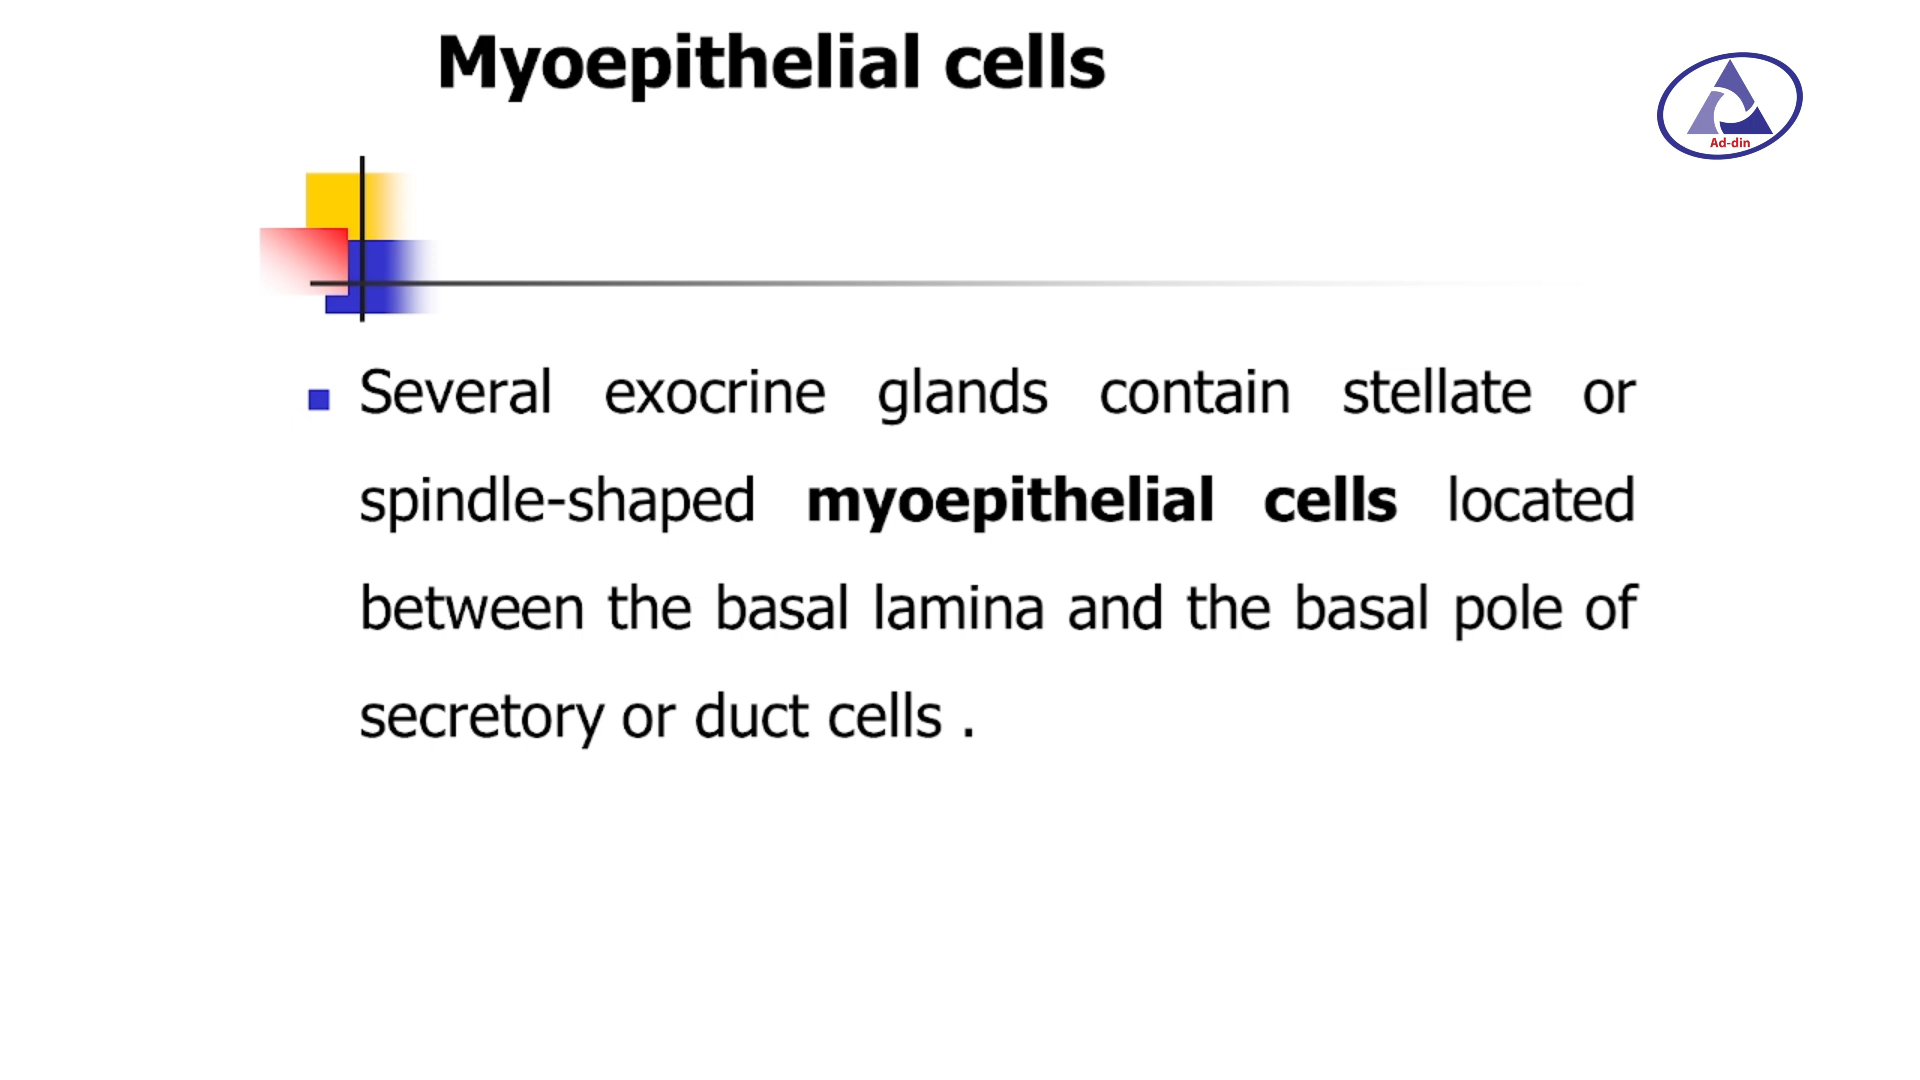 Myoepithelial cells
Ad-din
Several exocrine glands contain stellate or
spindle-shaped myoepithelial cells located
between the basal lamina and the basal pole of
secretory or duct cells .